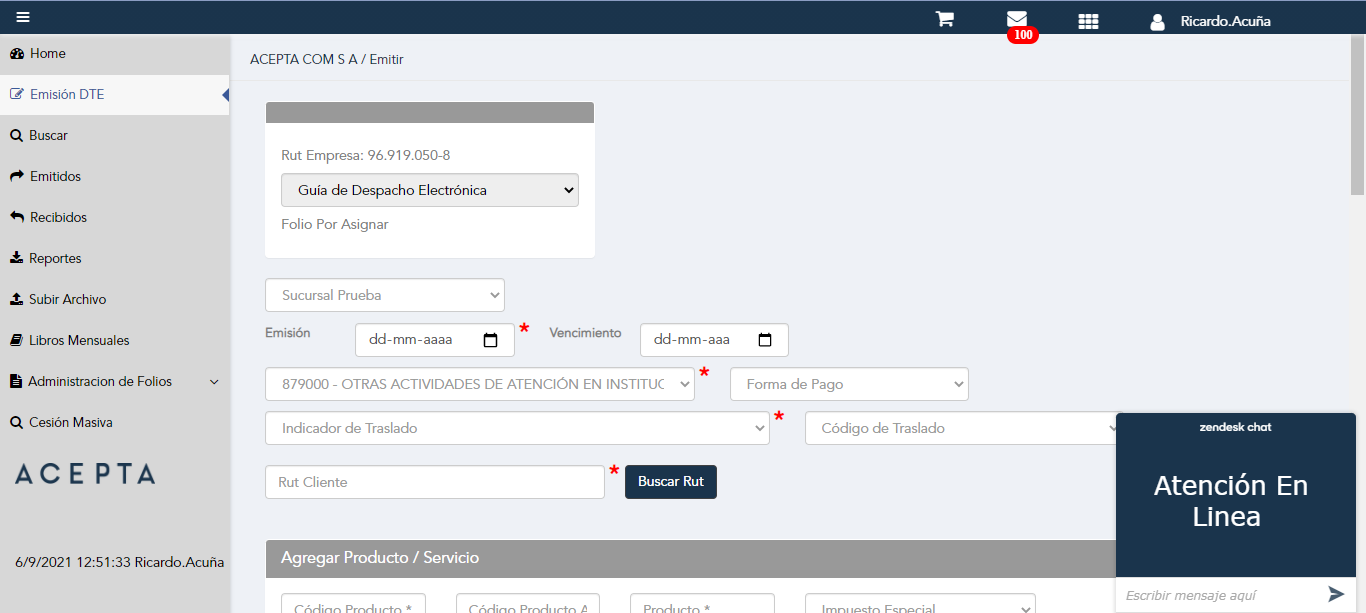 100
Ricardo.Acuña
Home
Emisión DTE
Buscar
Emitidos
Recibidos
Reportes
Subir Archivo
Libros Mensuales
Administracion de Folios
Cesión Masiva
ACEPTA
6/9/2021 12:51:33 Ricardo.Acuña
ACEPTA COM S A / Emitir
Rut Empresa: 96.919.050-8
Guía de Despacho Electrónica
Folio Por Asignar
Sucursal Prueba
Emisión dd-mm-aaaa * Vencimiento dd-mm-aaa
879000 - OTRAS ACTIVIDADES DE ATENCIÓN EN INSTITUC * Forma de Pago
Indicador de Traslado * Código de Traslado
Rut Cliente * Buscar Rut
Agregar Producto / Servicio
Código Producto * Código Producto A Producto * Impuesto Especial
zendesk chat
Atención En
Linea
Escribir mensaje aquí